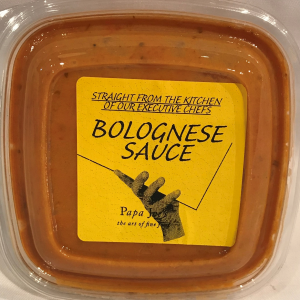 STRAIGHT FROM THE KITCHEN
OF OUR EXECUTIVE CHEFS
BOLOGNESE
SAUCE
Papa
the art of fine